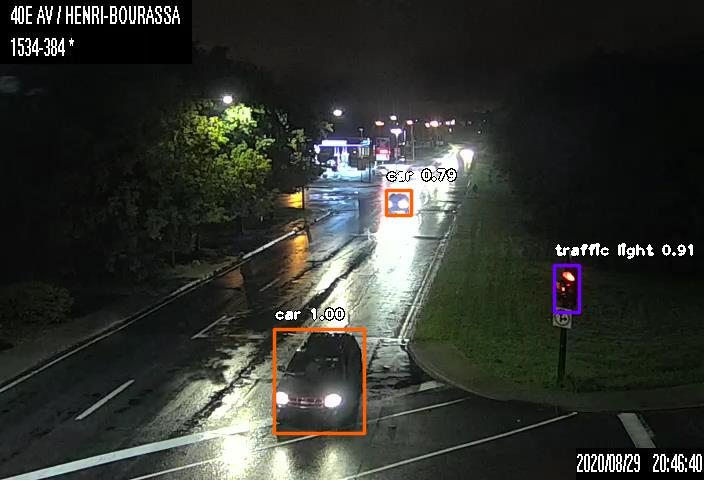 40E AV / HENRI-BOURASSA
1534-384 *
car 0.79
traffic light 0.91
car 1.00
2020/08/29 20:46:40